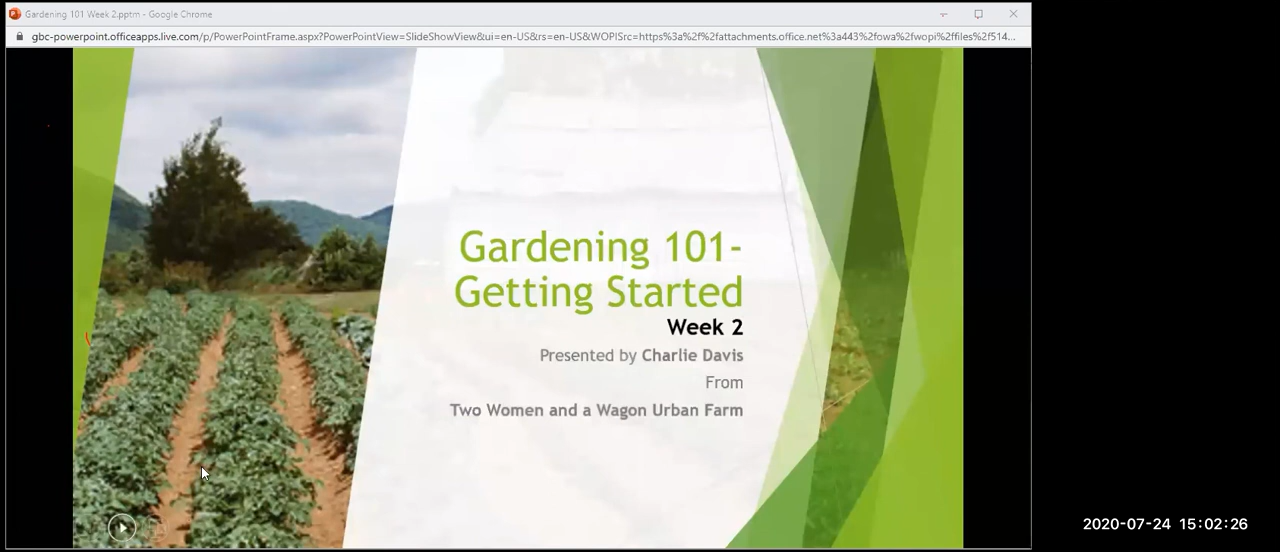 Gardening 101 Week 2.pptm - Google Chrome
gbc-powerpoint.officeapps.live.com/p/PowerPointFrame.aspx?PowerPointView=SlideShowView&ui=en-US&rs=en-US&WOPISrc=https%3a%2f%2fattachments.office.net%3a443%2fowa%2fwopi%2ffiles%2f514...
Gardening 101-
Getting Started
Week 2
Presented by Charlie Davis
From
Two Women and a Wagon Urban Farm
2020-07-24 15:02:26